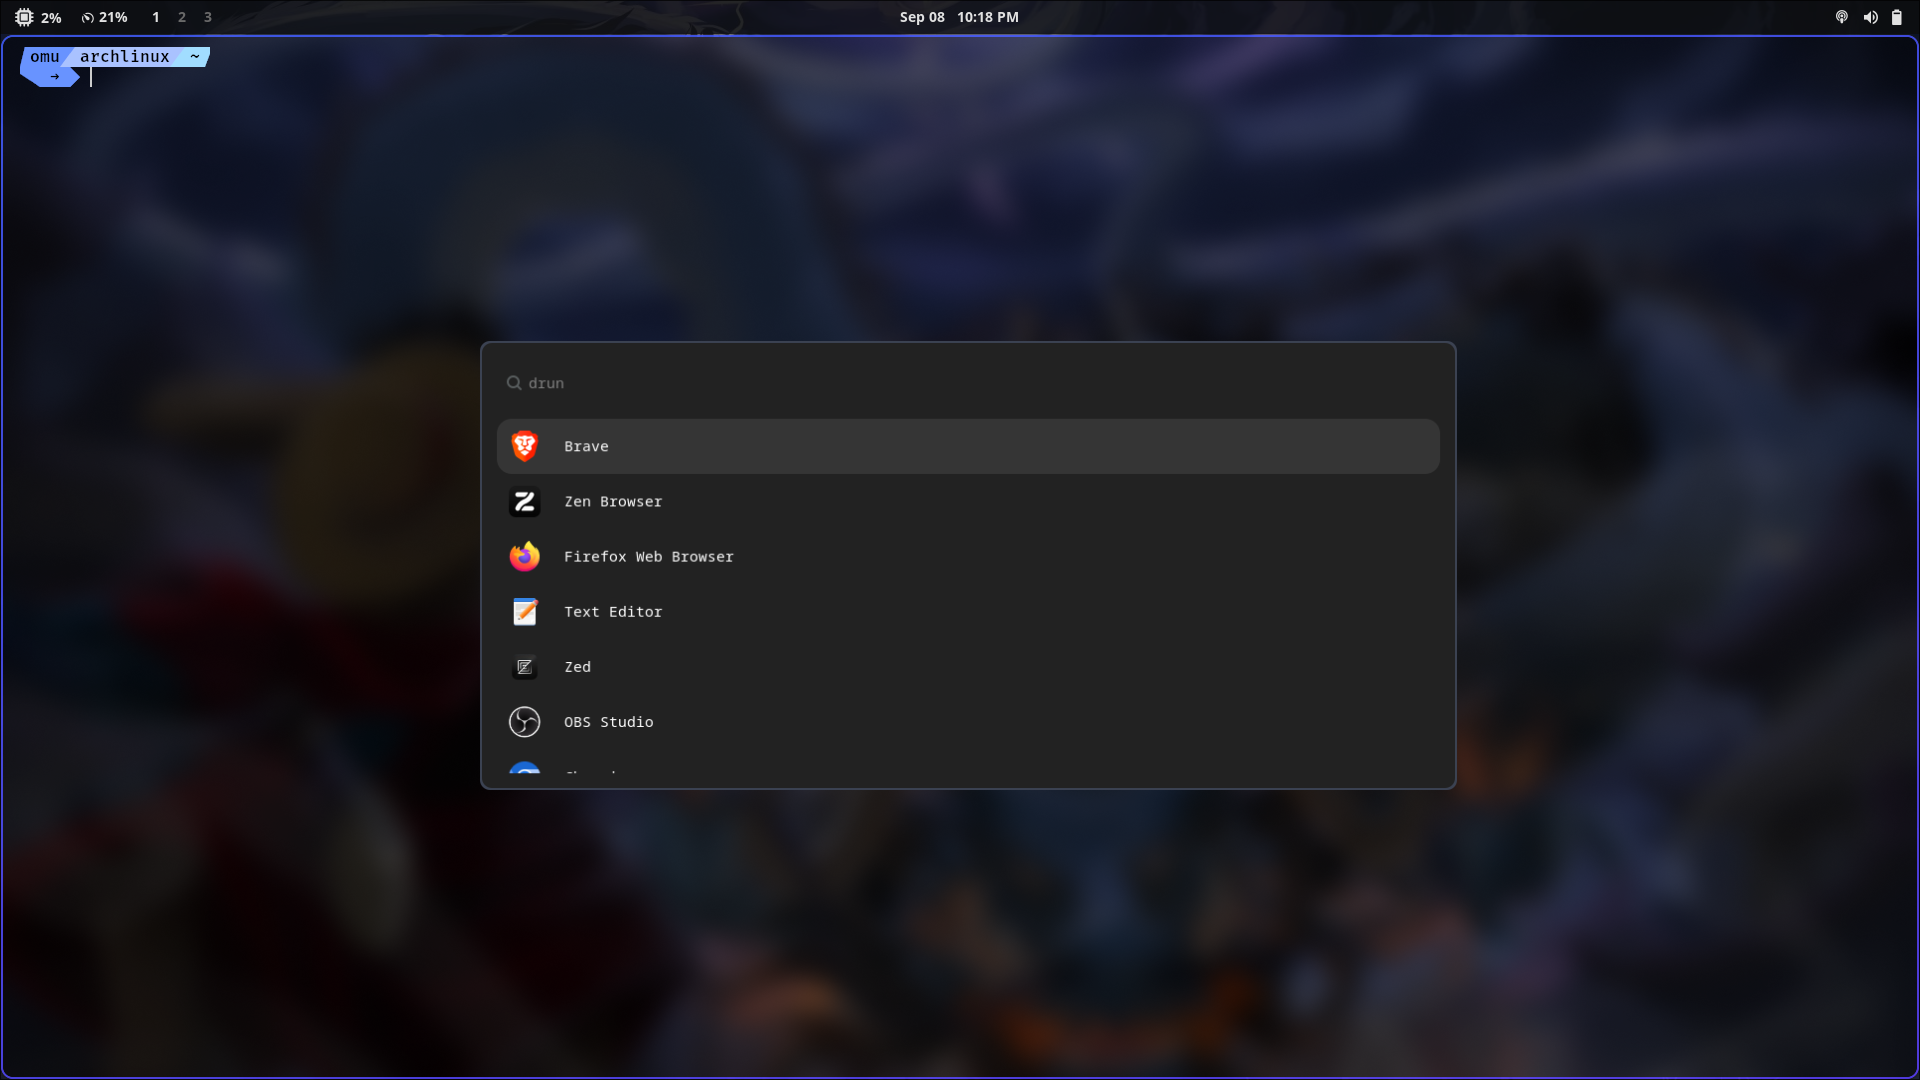 2% 21% 1 2 3 Sep 08 10:18 PM
omu archlinux ~
→
drun
Brave
Zen Browser
Firefox Web Browser
Text Editor
Zed
OBS Studio